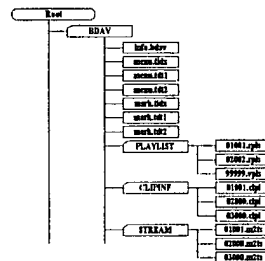 Root
BDAV
info.bdav
menu.tidx
menu.tdt1
menu.tdt2
mark.tidx
mark.tdt1
mark.tdt2
PLAYLIST
01001.rpls
02002.rpls
99999.vpls
CLIPINF
01001.clpi
02000.clpi
03000.clpi
STREAM
01001.m2ts
02000.m2ts
03000.m2ts